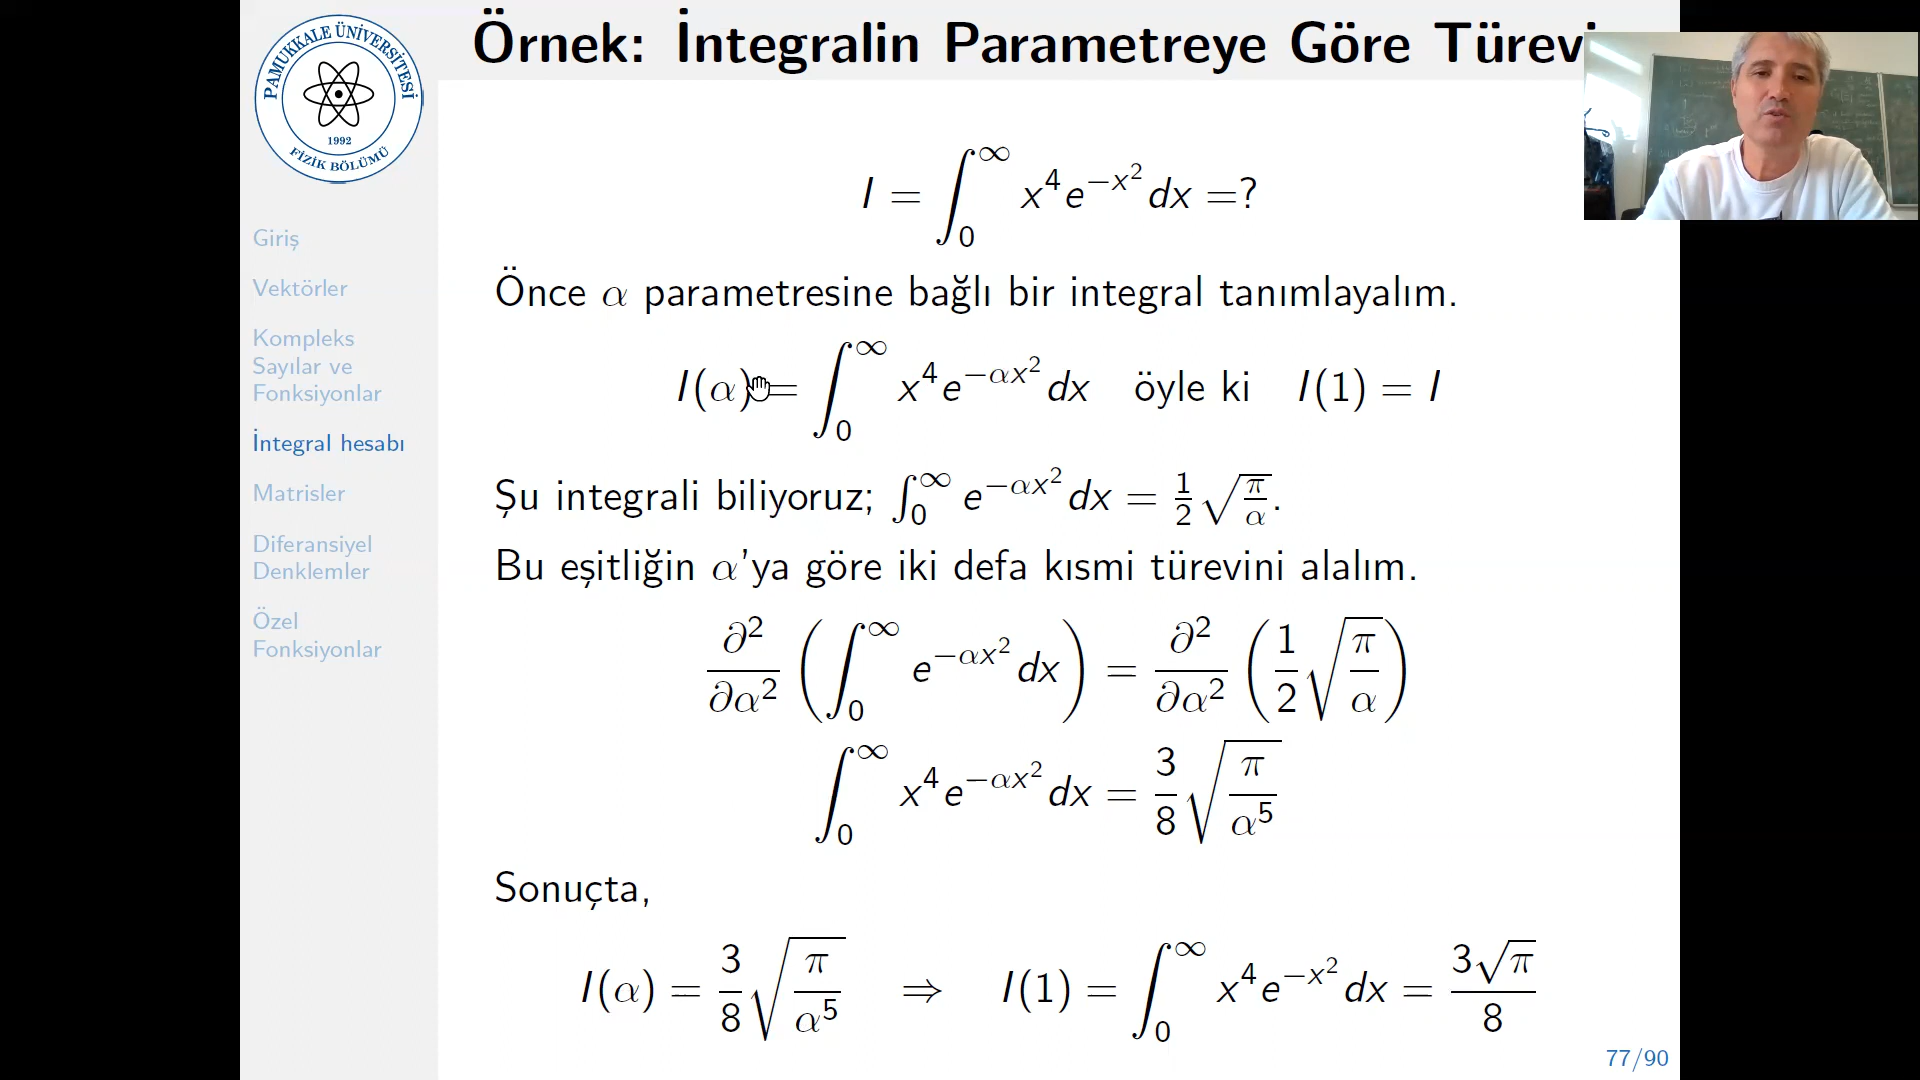 PAMUKKALE ÜNİVERSİTESİ
1992
FİZİK BÖLÜMÜ
Örnek: İntegralin Parametreye Göre Türevi
Giriş
Vektörler
Kompleks
Sayılar ve
Fonksiyonlar
İntegral hesabı
Matrisler
Diferansiyel
Denklemler
Özel
Fonksiyonlar
I = ∫₀^∞ x⁴ e^{−x²} dx =?
Önce α parametresine bağlı bir integral tanımlayalım.
I(α) = ∫₀^∞ x⁴ e^{−αx²} dx öyle ki I(1) = I
Şu integrali biliyoruz; ∫₀^∞ e^{−αx²} dx = ½ √(π/α).
Bu eşitliğin α’ya göre iki defa kısmi türevini alalım.
∂²/∂α² (∫₀^∞ e^{−αx²} dx) = ∂²/∂α² (1/2 √(π/α))
∫₀^∞ x⁴ e^{−αx²} dx = 3/8 √(π/α⁵)
Sonuçta,
I(α) = 3/8 √(π/α⁵) ⇒ I(1) = ∫₀^∞ x⁴ e^{−x²} dx = 3√π/8
77/90